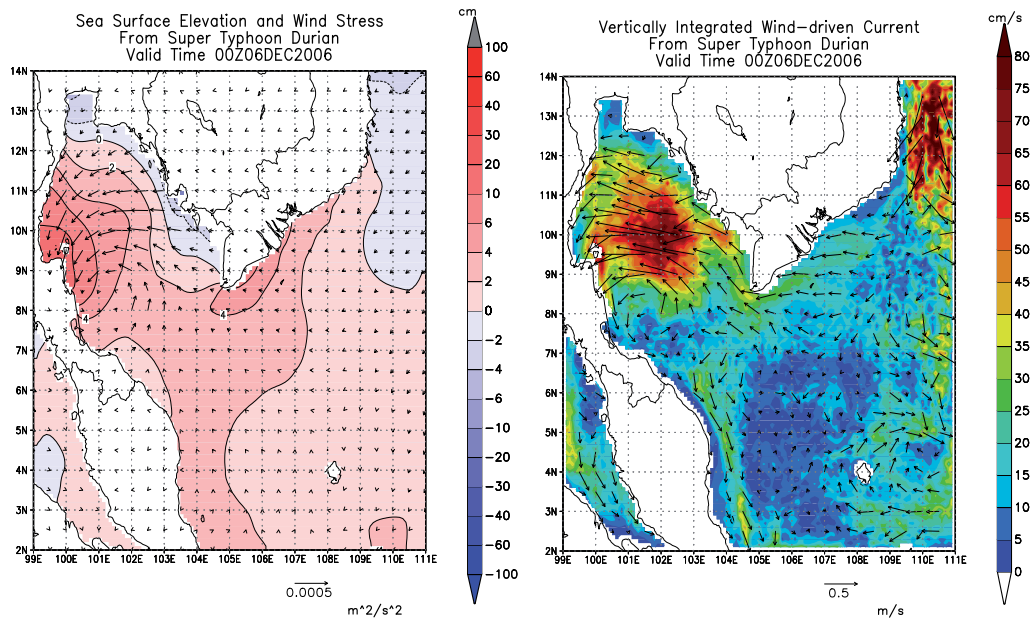 Sea Surface Elevation and Wind Stress
From Super Typhoon Durian
Valid Time 00Z06DEC2006
cm
14N
13N
12N
11N
10N
9N
8N
7N
6N
5N
4N
3N
2N
99E 100E 101E 102E 103E 104E 105E 106E 107E 108E 109E 110E 111E
0
2
4
4
100
60
40
30
20
10
6
4
2
0
−2
−4
−6
−10
−20
−30
−40
−60
−100
0.0005
m^2/s^2
Vertically Integrated Wind−driven Current
From Super Typhoon Durian
Valid Time 00Z06DEC2006
cm/s
14N
13N
12N
11N
10N
9N
8N
7N
6N
5N
4N
3N
2N
99E 100E 101E 102E 103E 104E 105E 106E 107E 108E 109E 110E 111E
80
75
70
65
60
55
50
45
40
35
30
25
20
15
10
5
0
0.5
m/s